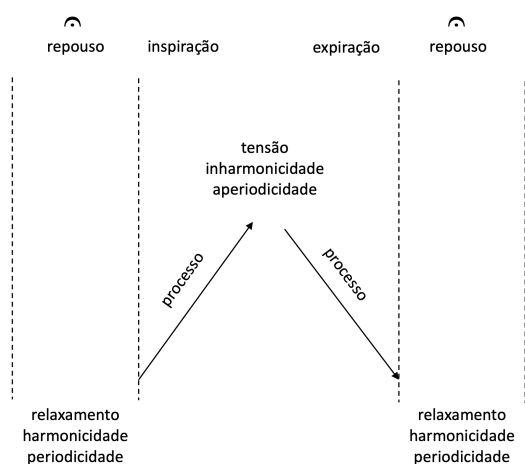 repouso
inspiração
expiração
repouso
tensão
inharmonicidade
aperiodicidade
processo
processo
relaxamento
harmonicidade
periodicidade
relaxamento
harmonicidade
periodicidade